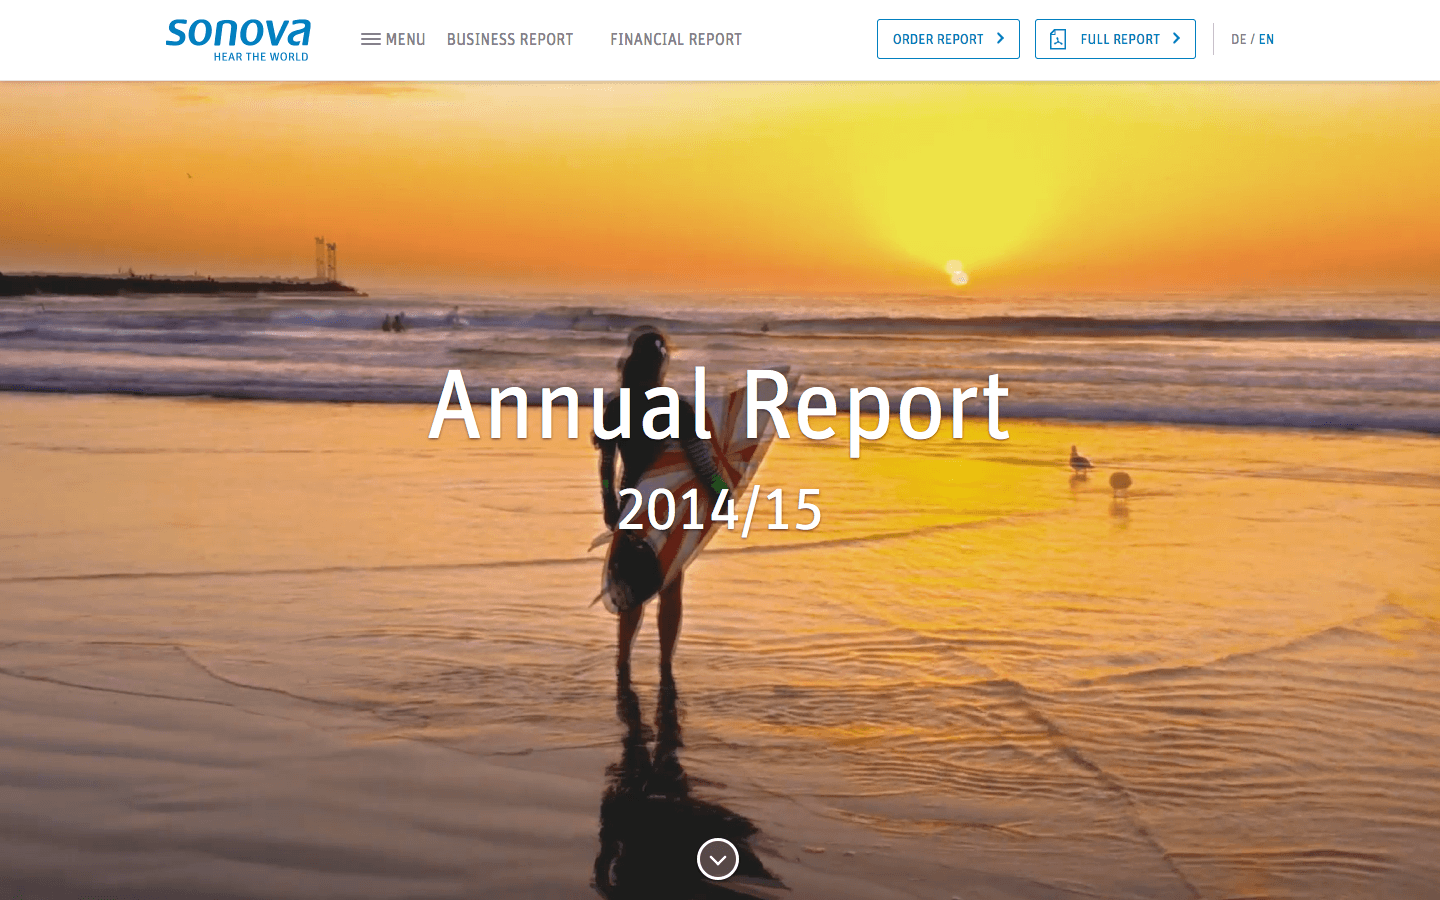 sonova
HEAR THE WORLD
MENU
BUSINESS REPORT
FINANCIAL REPORT
ORDER REPORT
FULL REPORT
DE / EN
Annual Report
2014/15